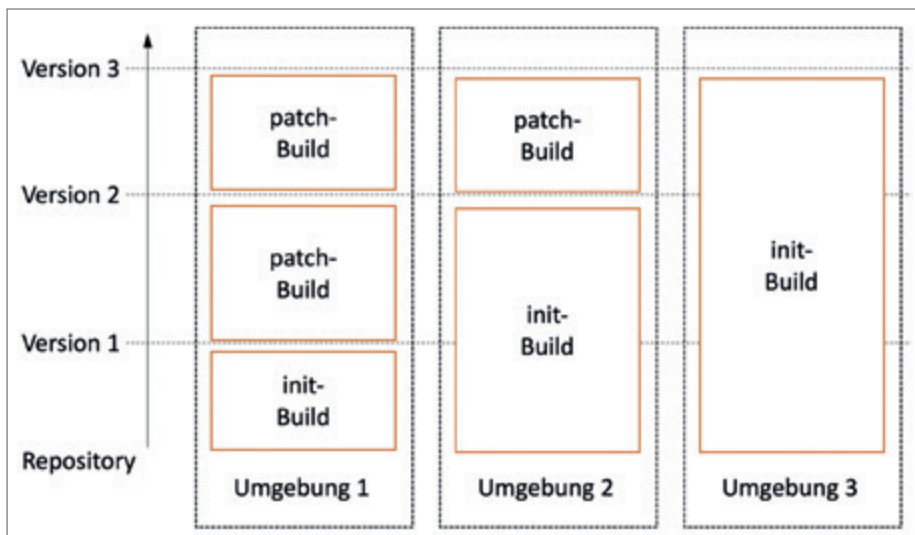 Version 3
Version 2
Version 1
Repository
patch-
Build
patch-
Build
init-
Build
Umgebung 1
patch-
Build
init-
Build
Umgebung 2
init-
Build
Umgebung 3